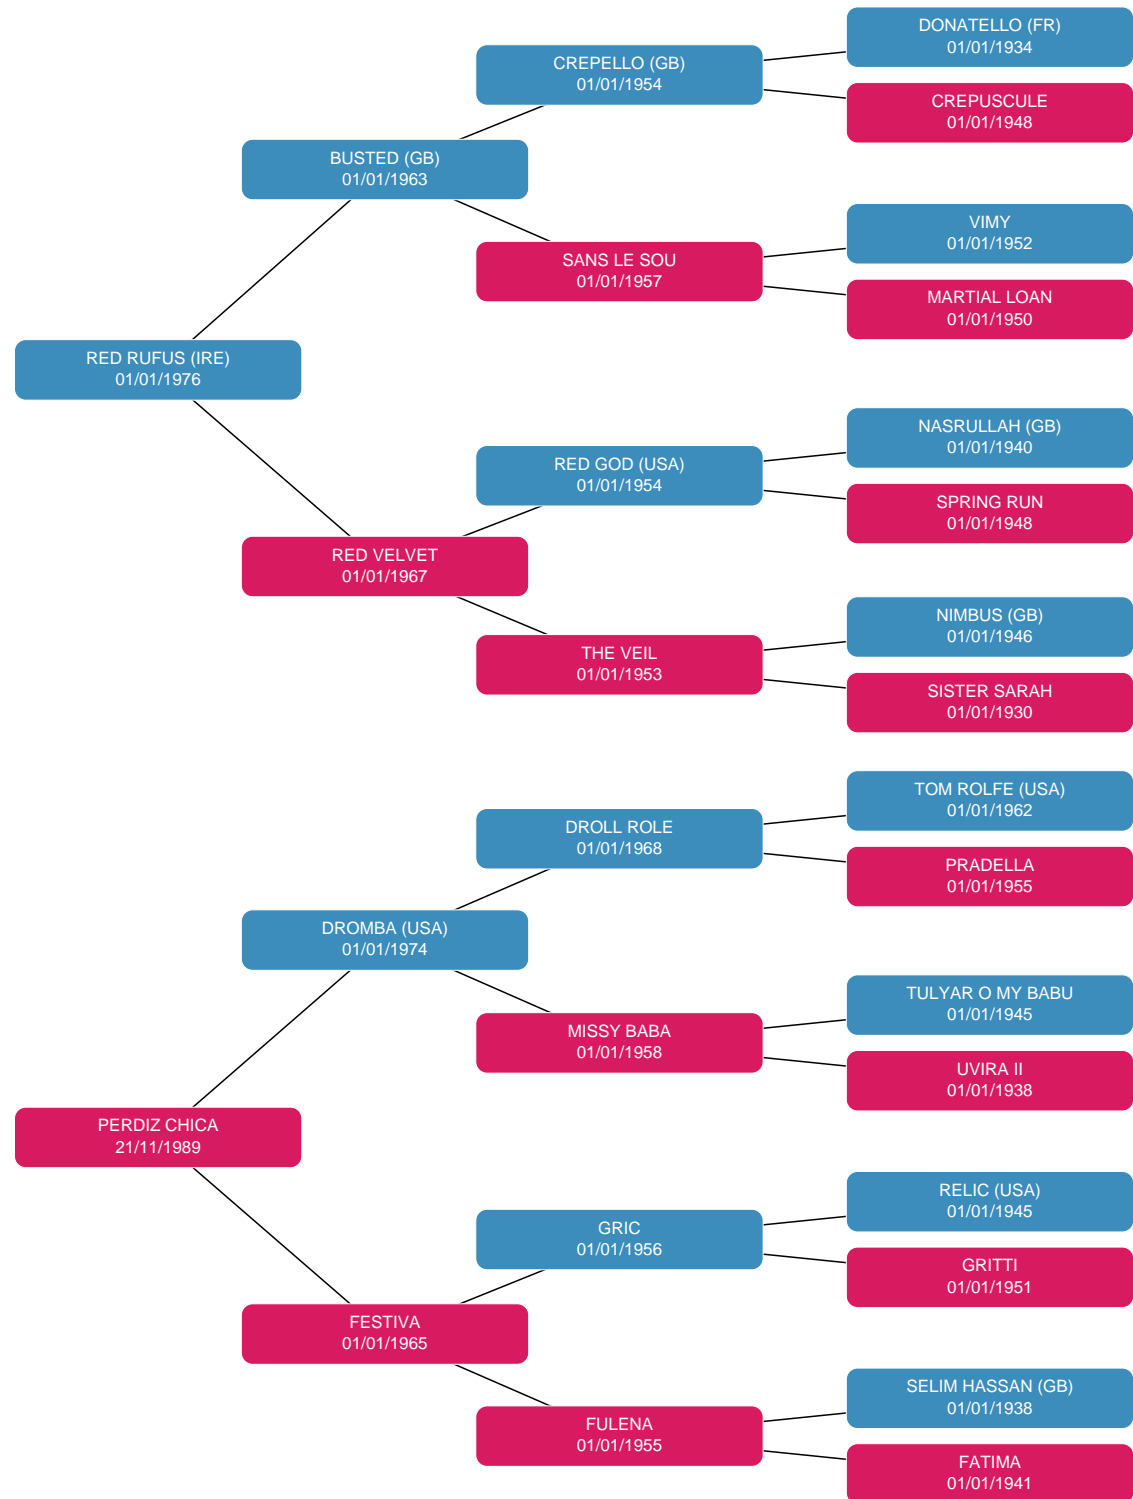 DONATELLO (FR)
01/01/1934
CREPELLO (GB)
01/01/1954
CREPUSCULE
01/01/1948
BUSTED (GB)
01/01/1963
VIMY
01/01/1952
SANS LE SOU
01/01/1957
MARTIAL LOAN
01/01/1950
RED RUFUS (IRE)
01/01/1976
NASRULLAH (GB)
01/01/1940
RED GOD (USA)
01/01/1954
SPRING RUN
01/01/1948
RED VELVET
01/01/1967
NIMBUS (GB)
01/01/1946
THE VEIL
01/01/1953
SISTER SARAH
01/01/1930
TOM ROLFE (USA)
01/01/1962
DROLL ROLE
01/01/1968
PRADELLA
01/01/1955
DROMBA (USA)
01/01/1974
TULYAR O MY BABU
01/01/1945
MISSY BABA
01/01/1958
UVIRA II
01/01/1938
PERDIZ CHICA
21/11/1989
RELIC (USA)
01/01/1945
GRIC
01/01/1956
GRITTI
01/01/1951
FESTIVA
01/01/1965
SELIM HASSAN (GB)
01/01/1938
FULENA
01/01/1955
FATIMA
01/01/1941